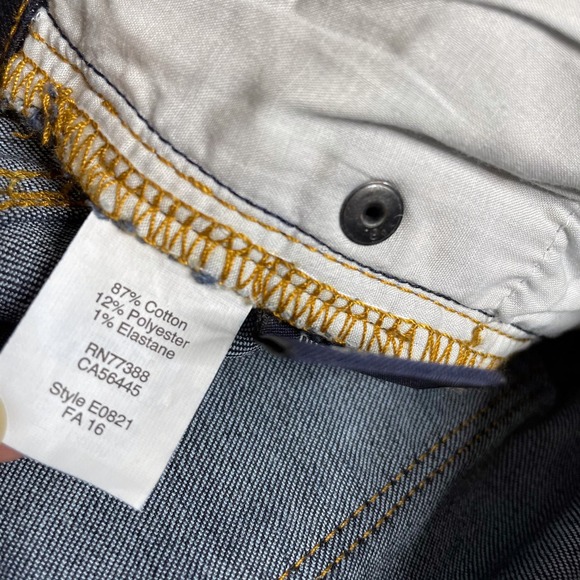 87% Cotton
12% Polyester
1% Elastane
RN77388
CA56445
Style E0821
FA 16